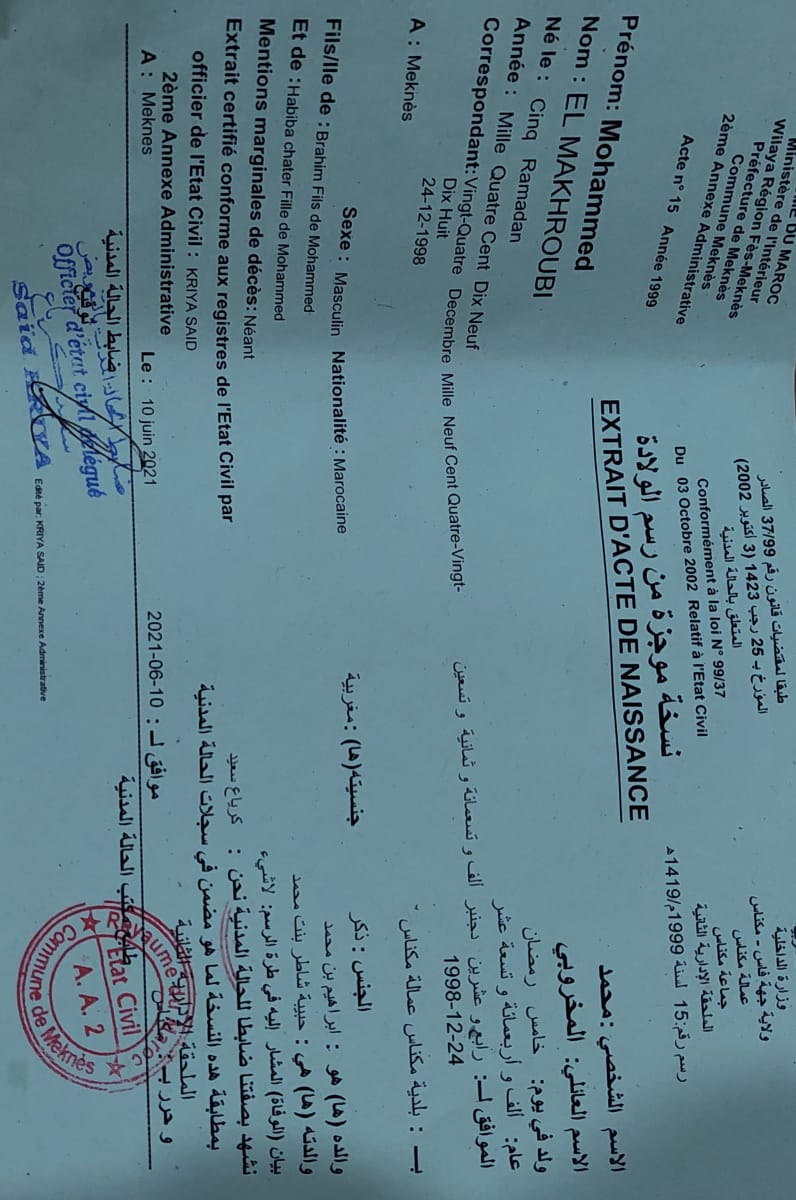 DU MAROC
Ministère de l'Intérieur
Wilaya Région Fes-Meknès
Préfecture de Meknès
Commune Meknès
2ème Annexe Administrative
Acte n° 15 Année 1999
طبقا لمقتضيات قانون رقم 37/99 الصادر
المؤرخ بـ 25 رجب 1423 (3 أكتوبر 2002)
المتعلق بالحالة المدنية
Conformément à la loi N° 99/37
Du 03 Octobre 2002 Relatif à l'Etat Civil
وزارة الداخلية
ولاية جهة فاس - مكناس
عمالة مكناس
جماعة مكناس
الملحقة الإدارية الثانية
رسم رقم: 15 لسنة 1999م/1419ه
نسخة موجزة من رسم الولادة
EXTRAIT D'ACTE DE NAISSANCE
Prénom: Mohammed
Nom : EL MAKHROUBI
Né le : Cinq Ramadan
Année : Mille Quatre Cent Dix Neuf
Correspondant: Vingt-Quatre Decembre Mille Neuf Cent Quatre-Vingt-
Dix Huit
24-12-1998
A : Meknès
Sexe : Masculin Nationalité : Marocaine
Fils/lle de : Brahim Fils de Mohammed
Et de : Habiba chater Fille de Mohammed
Mentions marginales de décès: Néant
Extrait certifié conforme aux registres de l'Etat Civil par
officier de l'Etat Civil : KRIYA SAID
2ème Annexe Administrative
A : Meknes Le : 10 juin 2021
الاسم الشخصي : محمد
الاسم العائلي: المخروبي
ولد في يوم: خامس رمضان
عام: ألف و أربعمائة و تسعة عشر
الموافق لـ: رابع و عشرين دجنبر ألف و تسعمائة و ثمانية و تسعين
1998-12-24
بـ : بلدية مكناس عمالة مكناس
الجنس : ذكر جنسيته(ها) : مغربية
والده (ها) هو : ابراهيم بن محمد
والدته (ها) هي : حبيبة شاطر بنت محمد
بيان (الوفاة) المشار إليه في طرة الرسم: لاشيء
نشهد بصفتنا ضابطا للحالة المدنية نحن : كرياع سعيد
بمطابقة هذه النسخة لما هو مضمن في سجلات الحالة المدنية
الملحقة الإدارية الثانية
و حرر بـ : مكناس موافق لـ : 2021-06-10
ضابط الحالة المدنية
توقيع
طابع مكتب الحالة المدنية
Officier d'état civil délégué
Saïd KRIYA
Royaume du Maroc
Etat Civil
A. A. 2
Commune de Meknès
Edité par: KRIYA SAID ; 2ème Annexe Administrative